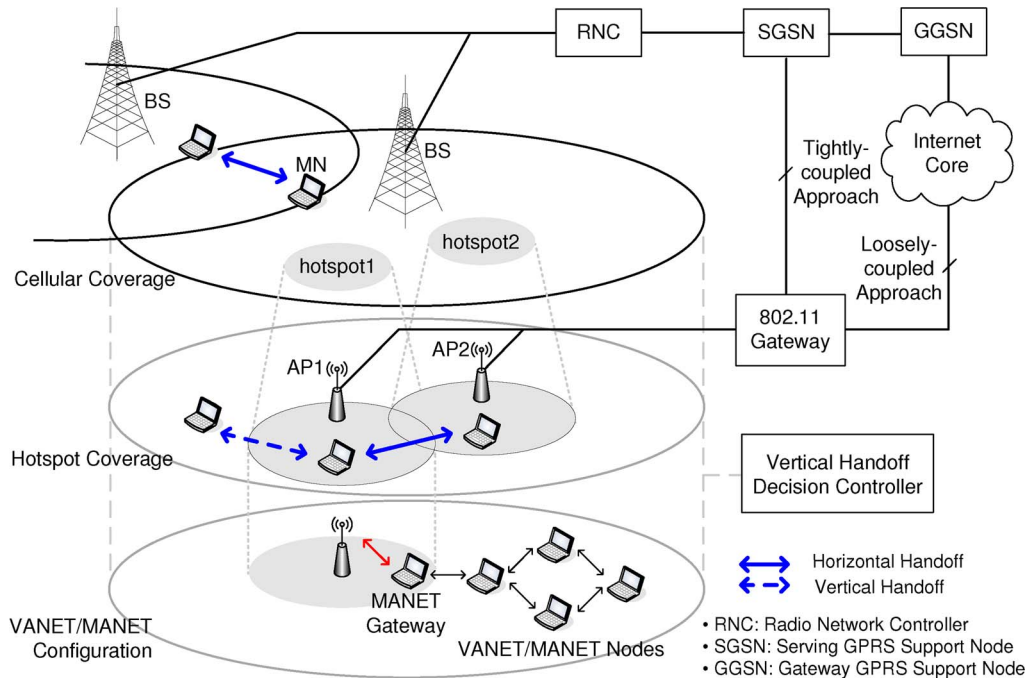 RNC
SGSN
GGSN
BS
BS
MN
Tightly-
coupled
Approach
Internet
Core
hotspot1
hotspot2
Cellular Coverage
Loosely-
coupled
Approach
802.11
Gateway
AP1
AP2
Hotspot Coverage
Vertical Handoff
Decision Controller
Horizontal Handoff
Vertical Handoff
MANET
Gateway
VANET/MANET
Configuration
VANET/MANET Nodes
• RNC: Radio Network Controller
• SGSN: Serving GPRS Support Node
• GGSN: Gateway GPRS Support Node